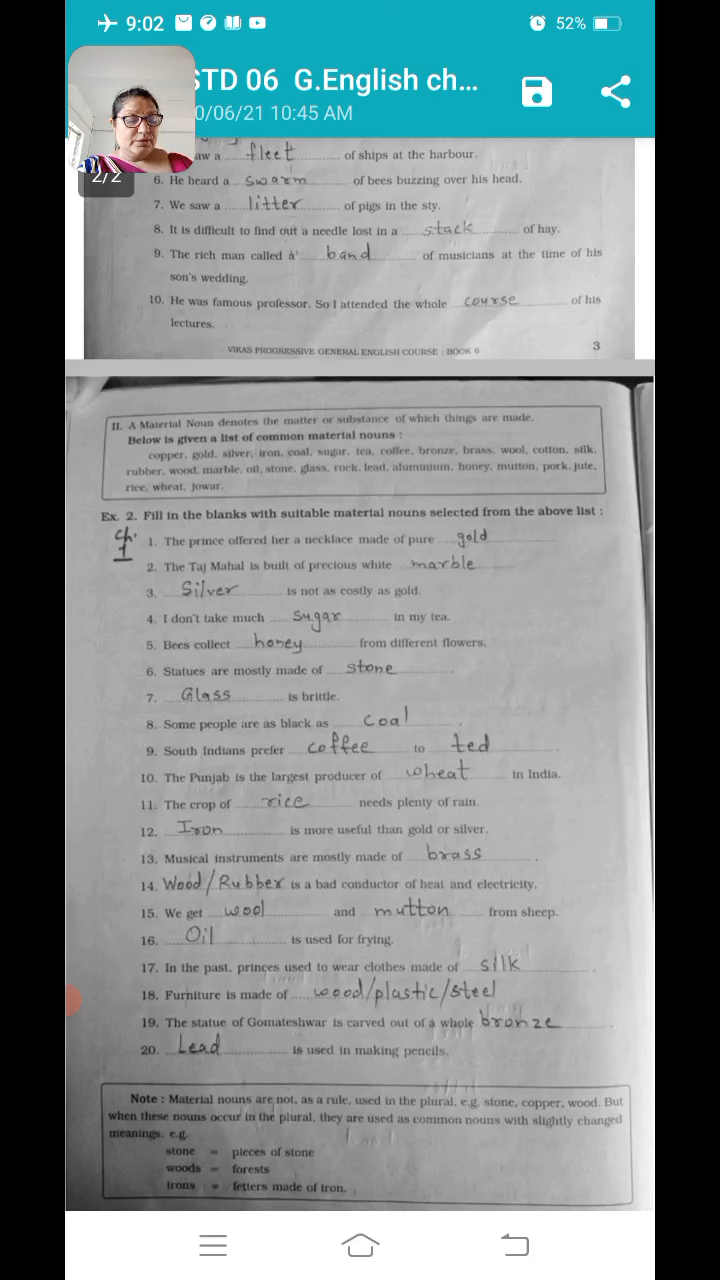 9:02
52%
STD 06 G.English ch...
0/06/21 10:45 AM
2/2
aw a fleet of ships at the harbour.
6. He heard a swarm of bees buzzing over his head.
7. We saw a litter of pigs in the sty.
8. It is difficult to find out a needle lost in a stack of hay.
9. The rich man called a band of musicians at the time of his
son's wedding.
10. He was famous professor. So I attended the whole course of his
lectures.
VIKAS PROGRESSIVE GENERAL ENGLISH COURSE : BOOK 6 3
II. A Material Noun denotes the matter or substance of which things are made.
Below is given a list of common material nouns :
copper, gold, silver, iron, coal, sugar, tea, coffee, bronze, brass, wool, cotton, silk,
rubber, wood, marble, oil, stone, glass, rock, lead, aluminium, honey, mutton, pork, jute,
rice, wheat, jowar.
Ex. 2. Fill in the blanks with suitable material nouns selected from the above list :
Ch. 1
1. The prince offered her a necklace made of pure gold
2. The Taj Mahal is built of precious white marble
3. Silver is not as costly as gold.
4. I don't take much sugar in my tea.
5. Bees collect honey from different flowers.
6. Statues are mostly made of stone
7. Glass is brittle.
8. Some people are as black as coal
9. South Indians prefer coffee to ted
10. The Punjab is the largest producer of wheat in India.
11. The crop of rice needs plenty of rain.
12. Iron is more useful than gold or silver.
13. Musical instruments are mostly made of brass
14. Wood/Rubber is a bad conductor of heat and electricity.
15. We get wool and mutton from sheep.
16. Oil is used for frying.
17. In the past, princes used to wear clothes made of silk
18. Furniture is made of wood/plastic/steel
19. The statue of Gomateshwar is carved out of a whole bronze
20. Lead is used in making pencils.
Note : Material nouns are not, as a rule, used in the plural, e.g. stone, copper, wood. But
when these nouns occur in the plural, they are used as common nouns with slightly changed
meanings. e.g.
stone = pieces of stone
woods = forests
irons = fetters made of iron.